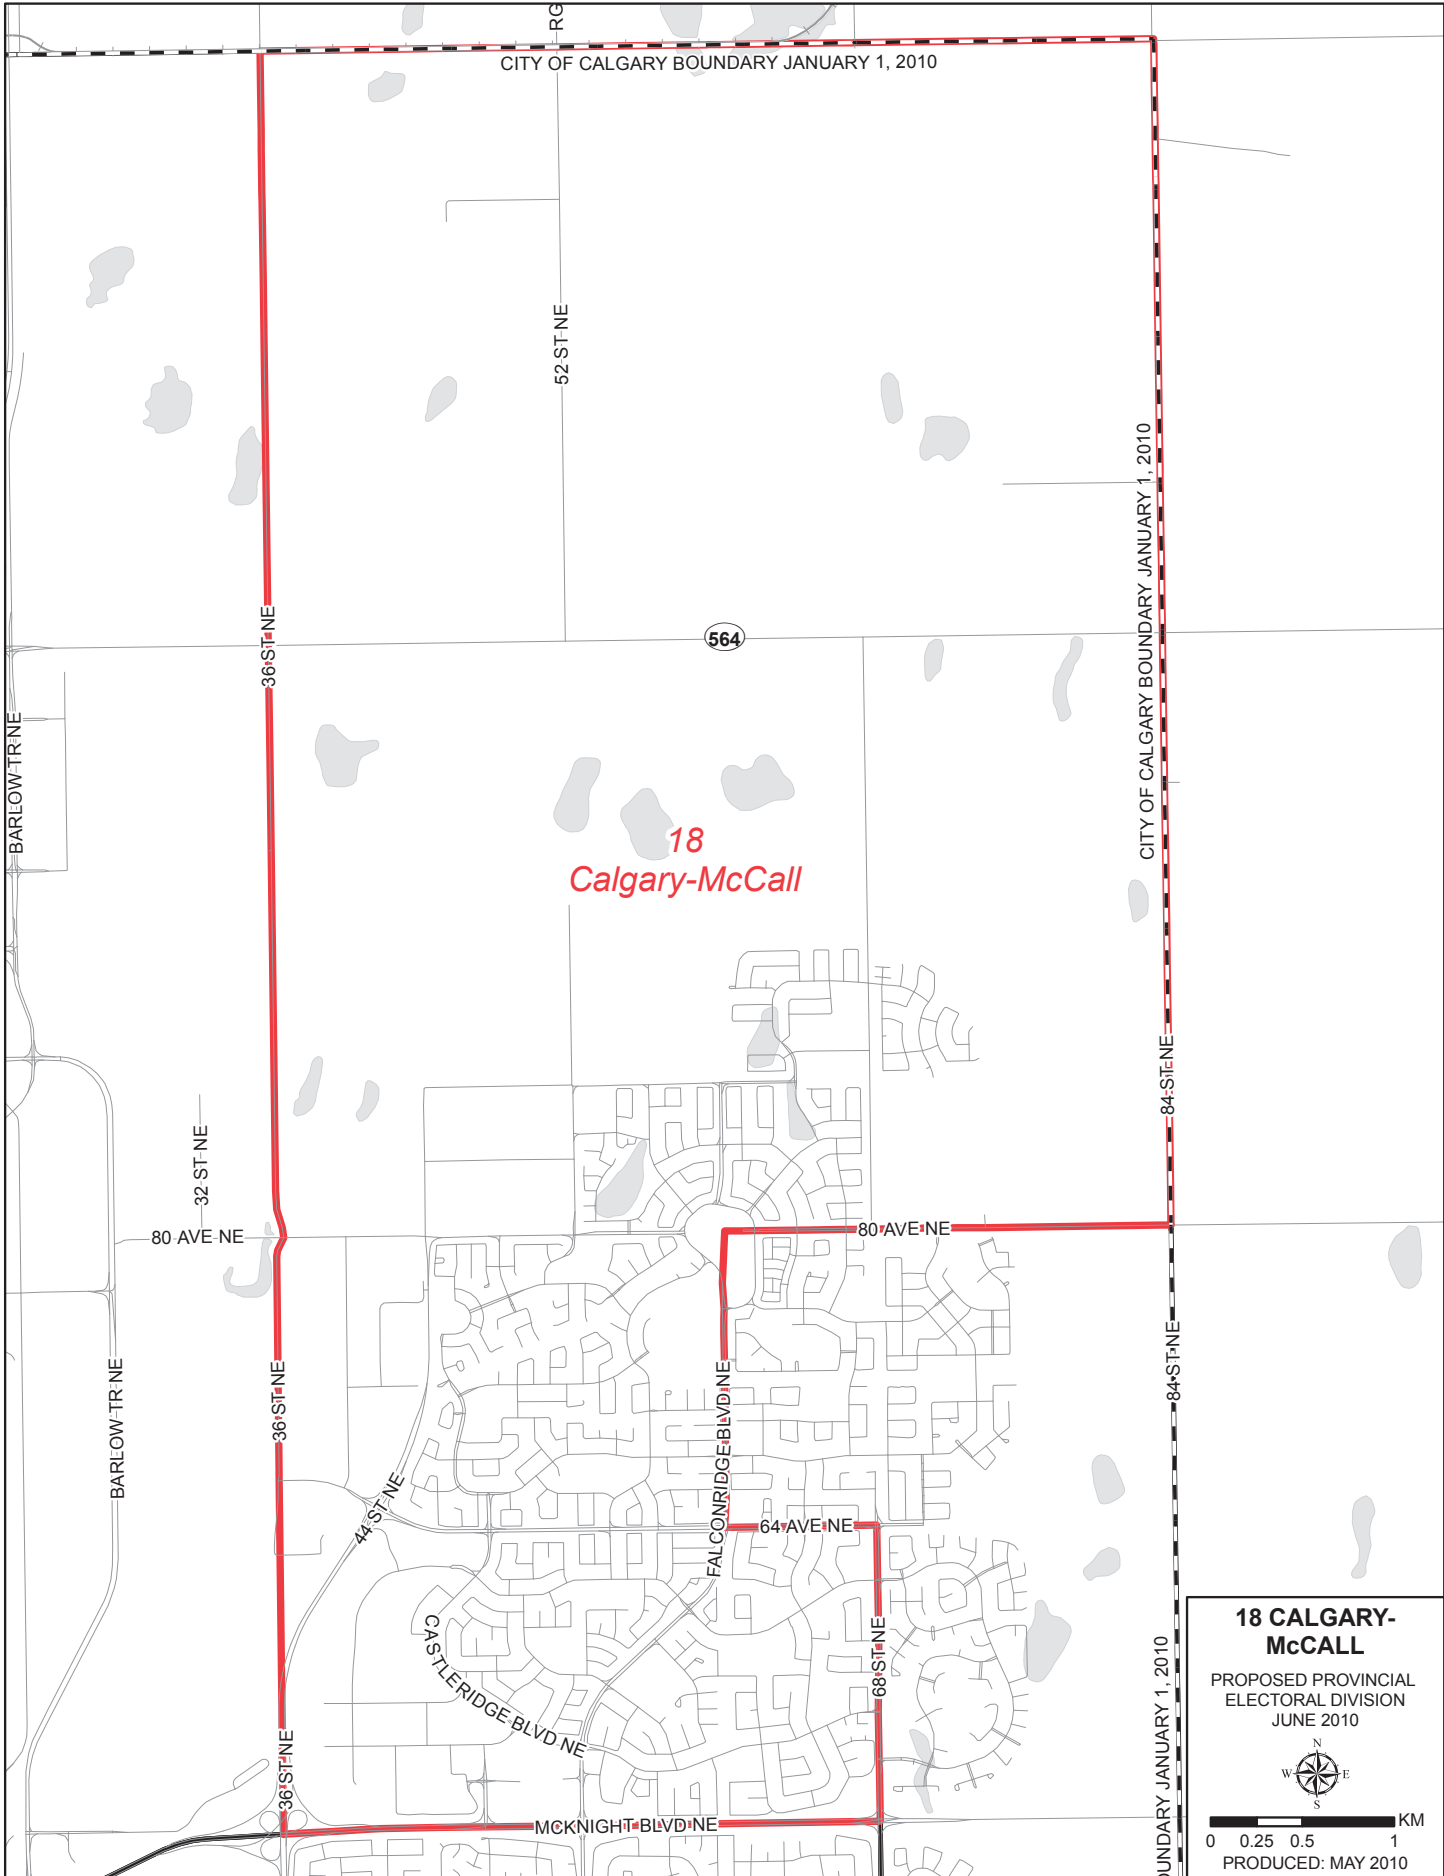 RG
CITY OF CALGARY BOUNDARY JANUARY 1, 2010
52 ST NE
CITY OF CALGARY BOUNDARY JANUARY 1, 2010
36 ST NE
564
BARLOW TR NE
18
Calgary-McCall
84 ST NE
32 ST NE
80 AVE NE
80 AVE NE
84 ST NE
36 ST NE
BARLOW TR NE
FALCONRIDGE BLVD NE
44 ST NE
64 AVE NE
CASTLERIDGE BLVD NE
68 ST NE
36 ST NE
MCKNIGHT BLVD NE
OUNDARY JANUARY 1, 2010
18 CALGARY-
McCALL
PROPOSED PROVINCIAL
ELECTORAL DIVISION
JUNE 2010
N
W E
S
KM
0 0.25 0.5 1
PRODUCED: MAY 2010